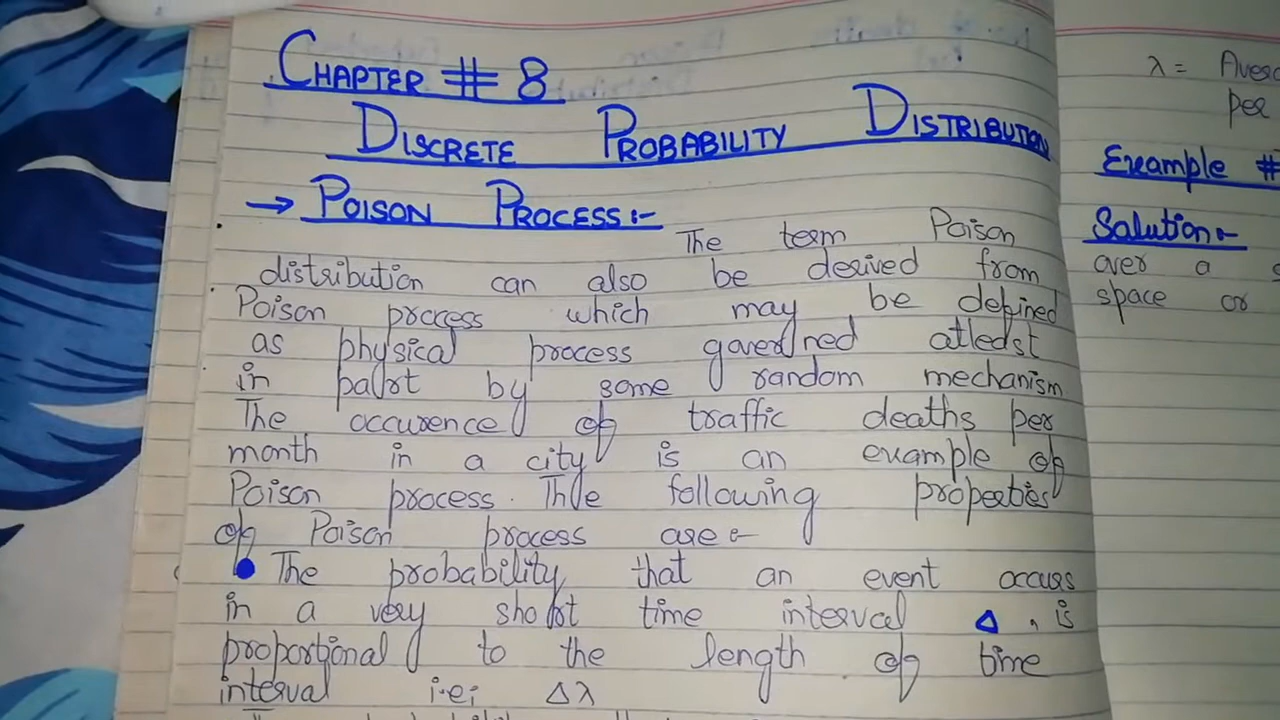 CHAPTER # 8
DISCRETE PROBABILITY DISTRIBUTION
→ POISON PROCESS:-
The term Poison
distribution can also be derived from
Poison process which may be defined
as physical process governed atleast
in part by some random mechanism
The occurence of traffic deaths per
month in a city is an example of
Poison process. The following properties
of Poison process are:-
• The probability that an event occurs
in a very short time interval Δ, is
proportional to the length of time
interval i.e; Δλ
λ =
per
Example #
Solution:-
over a
space or